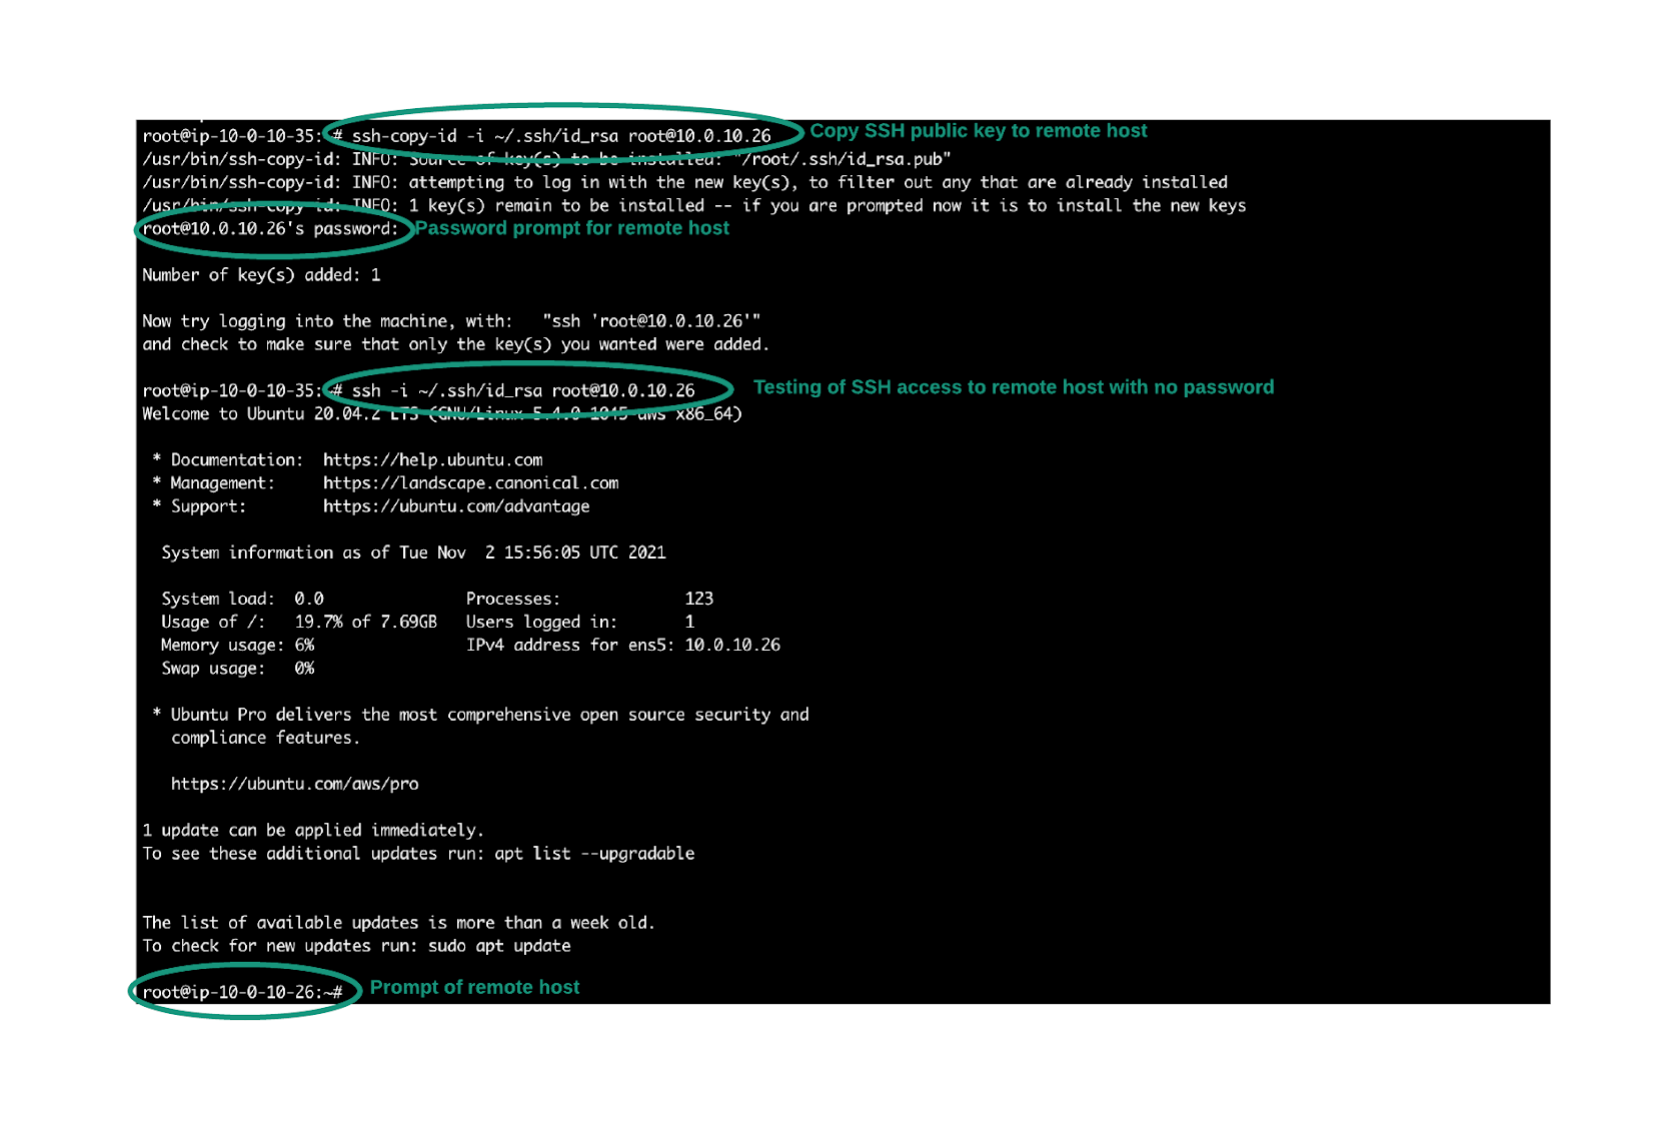 root@ip-10-0-10-35:~# ssh-copy-id -i ~/.ssh/id_rsa root@10.0.10.26 Copy SSH public key to remote host
/usr/bin/ssh-copy-id: INFO: Source of key(s) to be installed: "/root/.ssh/id_rsa.pub"
/usr/bin/ssh-copy-id: INFO: attempting to log in with the new key(s), to filter out any that are already installed
/usr/bin/ssh-copy-id: INFO: 1 key(s) remain to be installed -- if you are prompted now it is to install the new keys
root@10.0.10.26's password: Password prompt for remote host
Number of key(s) added: 1
Now try logging into the machine, with: "ssh 'root@10.0.10.26'"
and check to make sure that only the key(s) you wanted were added.
root@ip-10-0-10-35:~# ssh -i ~/.ssh/id_rsa root@10.0.10.26 Testing of SSH access to remote host with no password
Welcome to Ubuntu 20.04.2 LTS (GNU/Linux 5.4.0-1045-aws x86_64)
* Documentation: https://help.ubuntu.com
* Management: https://landscape.canonical.com
* Support: https://ubuntu.com/advantage
System information as of Tue Nov 2 15:56:05 UTC 2021
System load: 0.0 Processes: 123
Usage of /: 19.7% of 7.69GB Users logged in: 1
Memory usage: 6% IPv4 address for ens5: 10.0.10.26
Swap usage: 0%
* Ubuntu Pro delivers the most comprehensive open source security and
compliance features.
https://ubuntu.com/aws/pro
1 update can be applied immediately.
To see these additional updates run: apt list --upgradable
The list of available updates is more than a week old.
To check for new updates run: sudo apt update
root@ip-10-0-10-26:~# Prompt of remote host